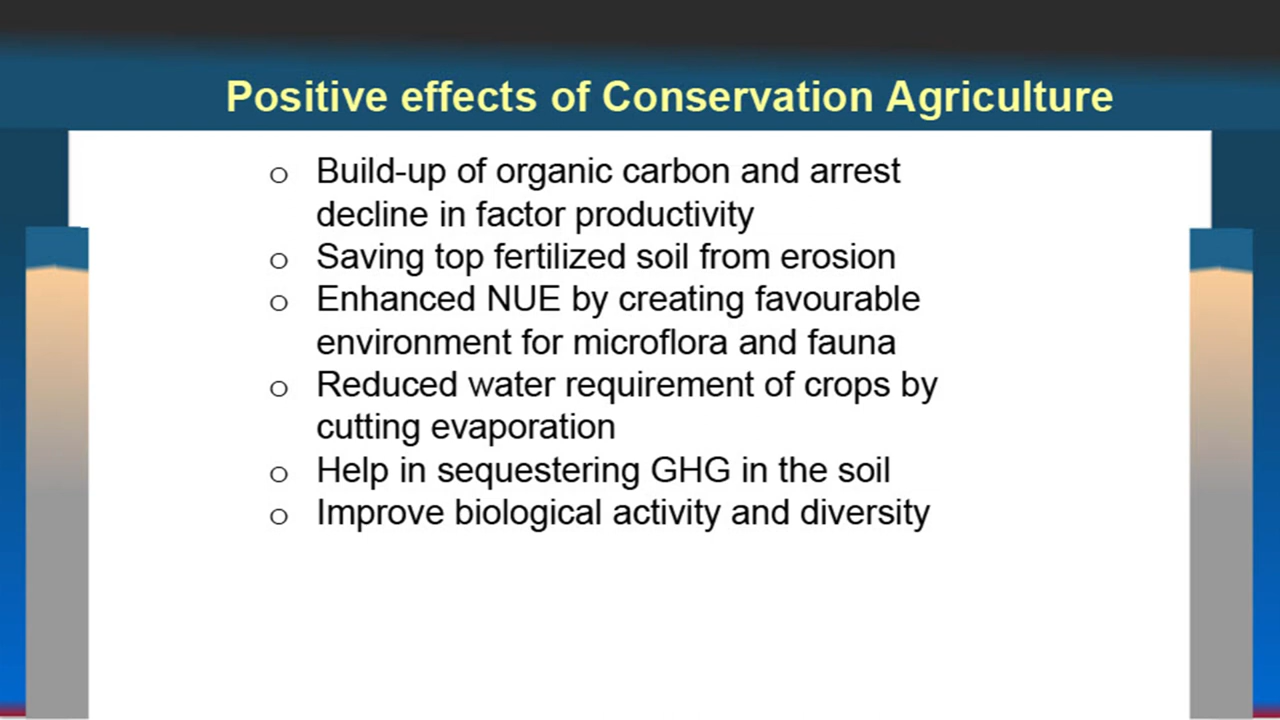 Positive effects of Conservation Agriculture
o Build-up of organic carbon and arrest
decline in factor productivity
o Saving top fertilized soil from erosion
o Enhanced NUE by creating favourable
environment for microflora and fauna
o Reduced water requirement of crops by
cutting evaporation
o Help in sequestering GHG in the soil
o Improve biological activity and diversity